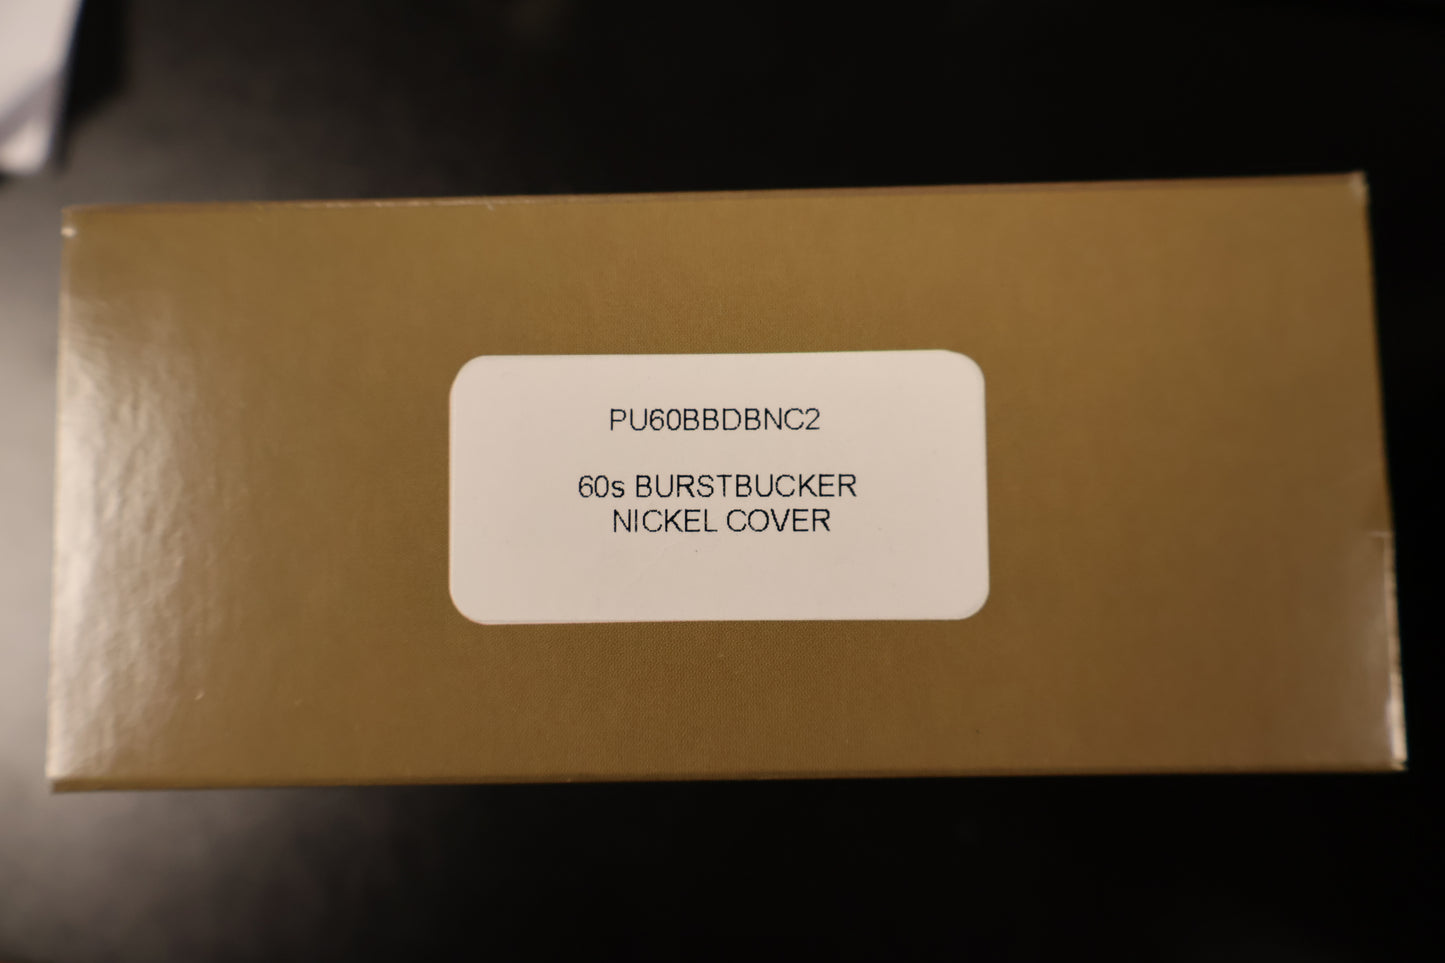 PU60BBDBNC2
60s BURSTBUCKER
NICKEL COVER